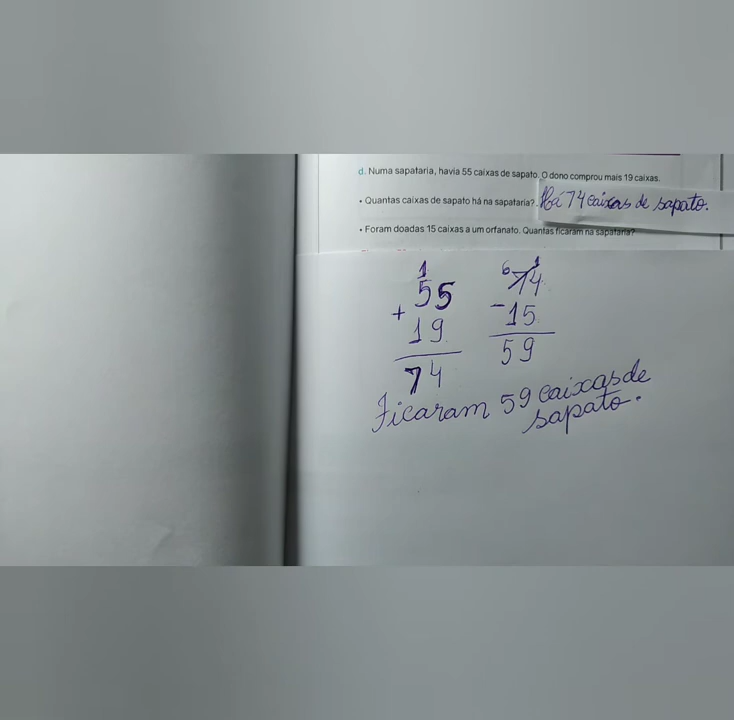 d. Numa sapataria, havia 55 caixas de sapato. O dono comprou mais 19 caixas.
• Quantas caixas de sapato há na sapataria? Há 74 caixas de sapato.
• Foram doadas 15 caixas a um orfanato. Quantas ficaram na sapataria?
1 6 1
55 74
+ 19 - 15
74 59
Ficaram 59 caixas de
sapato.